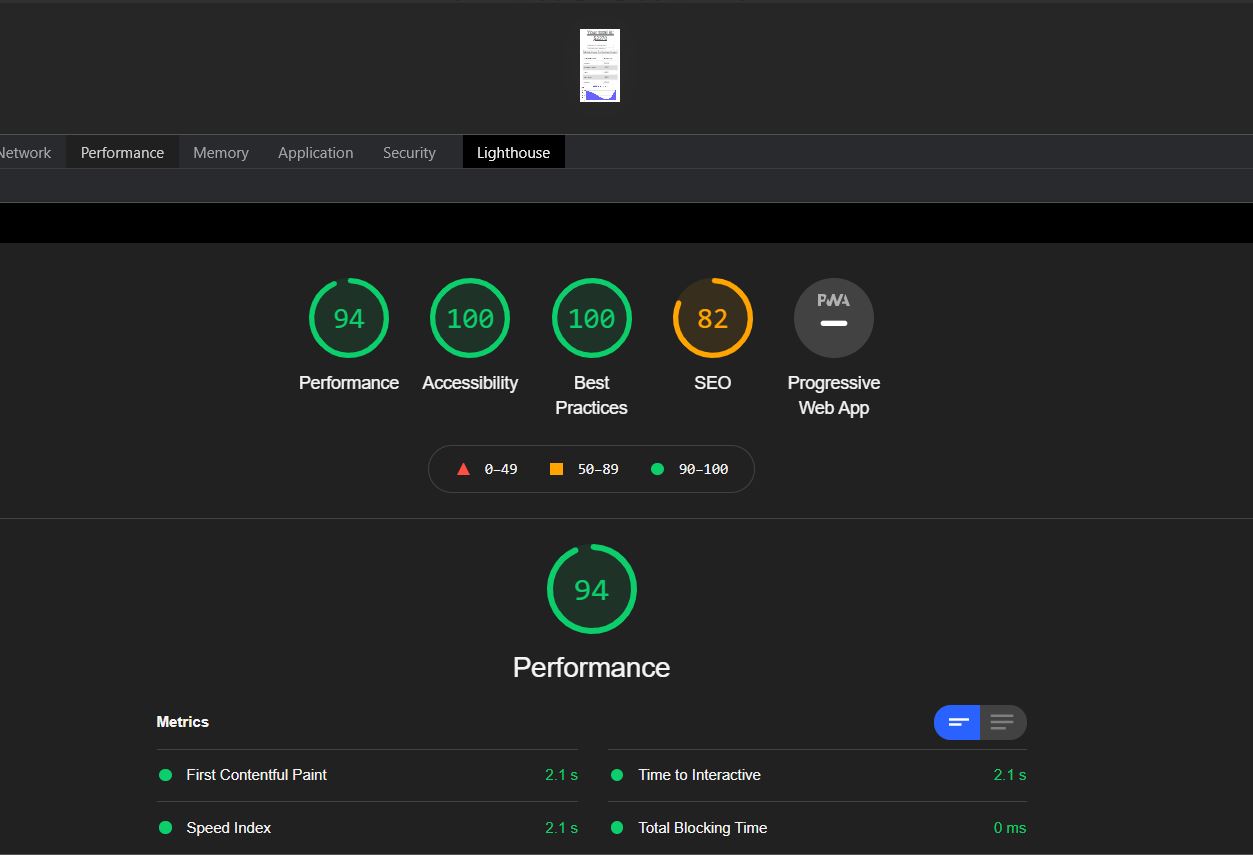 Network Performance Memory Application Security Lighthouse
94 100 100 82 PWA
Performance Accessibility Best Practices SEO Progressive Web App
0–49 50–89 90–100
94
Performance
Metrics
First Contentful Paint 2.1 s Time to Interactive 2.1 s
Speed Index 2.1 s Total Blocking Time 0 ms